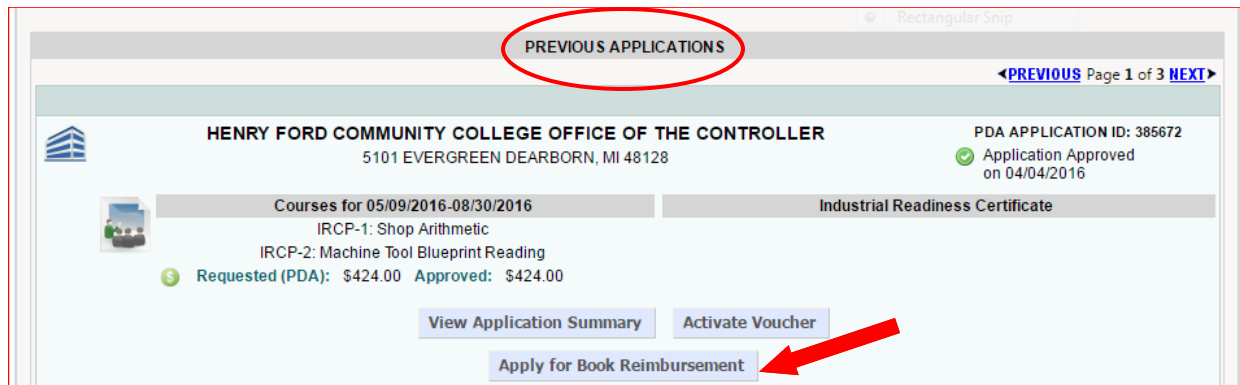 Rectangular Snip
PREVIOUS APPLICATIONS
PREVIOUS Page 1 of 3 NEXT
HENRY FORD COMMUNITY COLLEGE OFFICE OF THE CONTROLLER
5101 EVERGREEN DEARBORN, MI 48128
PDA APPLICATION ID: 385672
Application Approved
on 04/04/2016
Courses for 05/09/2016-08/30/2016
Industrial Readiness Certificate
IRCP-1: Shop Arithmetic
IRCP-2: Machine Tool Blueprint Reading
$ Requested (PDA): $424.00 Approved: $424.00
View Application Summary
Activate Voucher
Apply for Book Reimbursement